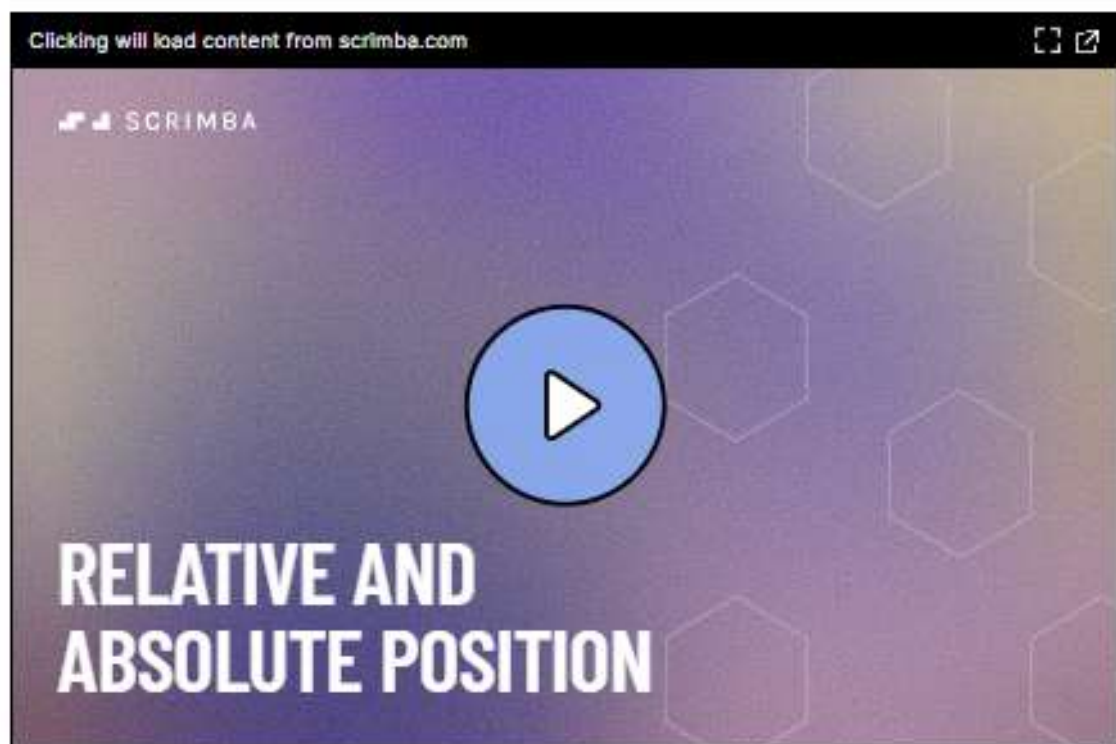 Clicking will load content from scrimba.com
SCRIMBA
RELATIVE AND
ABSOLUTE POSITION